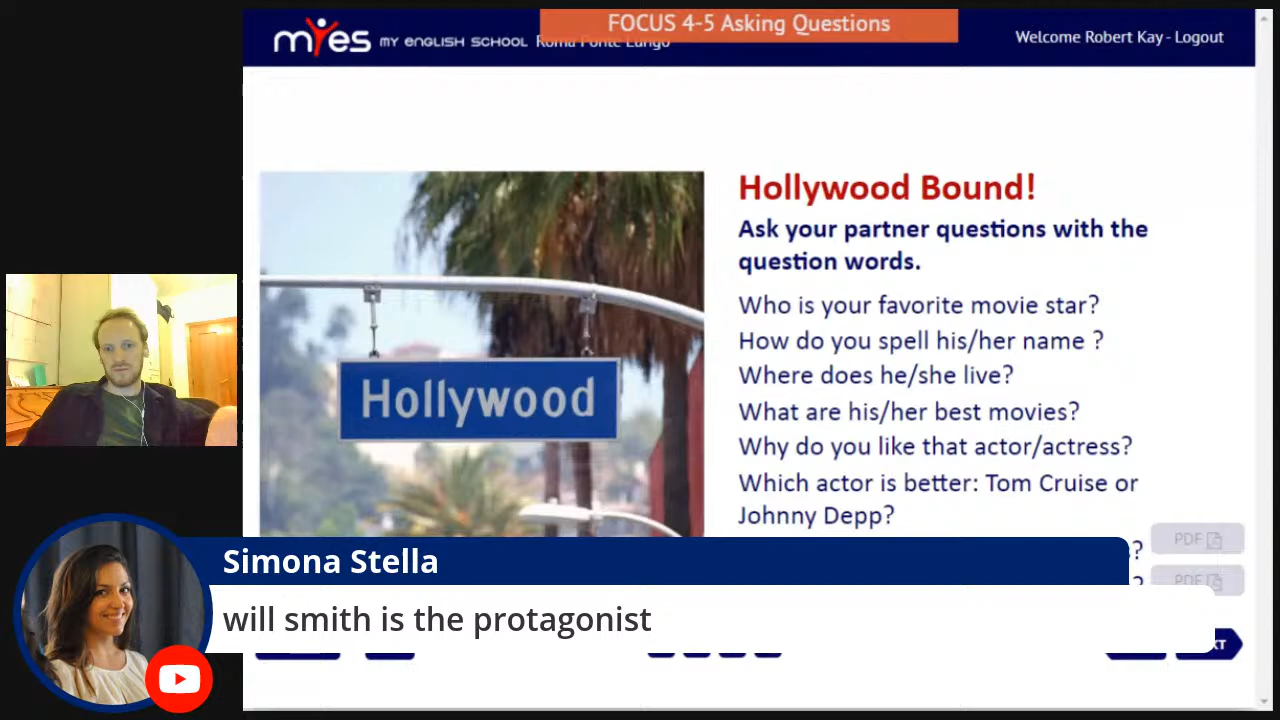 FOCUS 4-5 Asking Questions
myes MY ENGLISH SCHOOL Roma Ponte Lungo
Welcome Robert Kay - Logout
Hollywood Bound!
Ask your partner questions with the
question words.
Who is your favorite movie star?
How do you spell his/her name ?
Where does he/she live?
What are his/her best movies?
Why do you like that actor/actress?
Which actor is better: Tom Cruise or
Johnny Depp?
Hollywood
PDF
PDF
Simona Stella
will smith is the protagonist